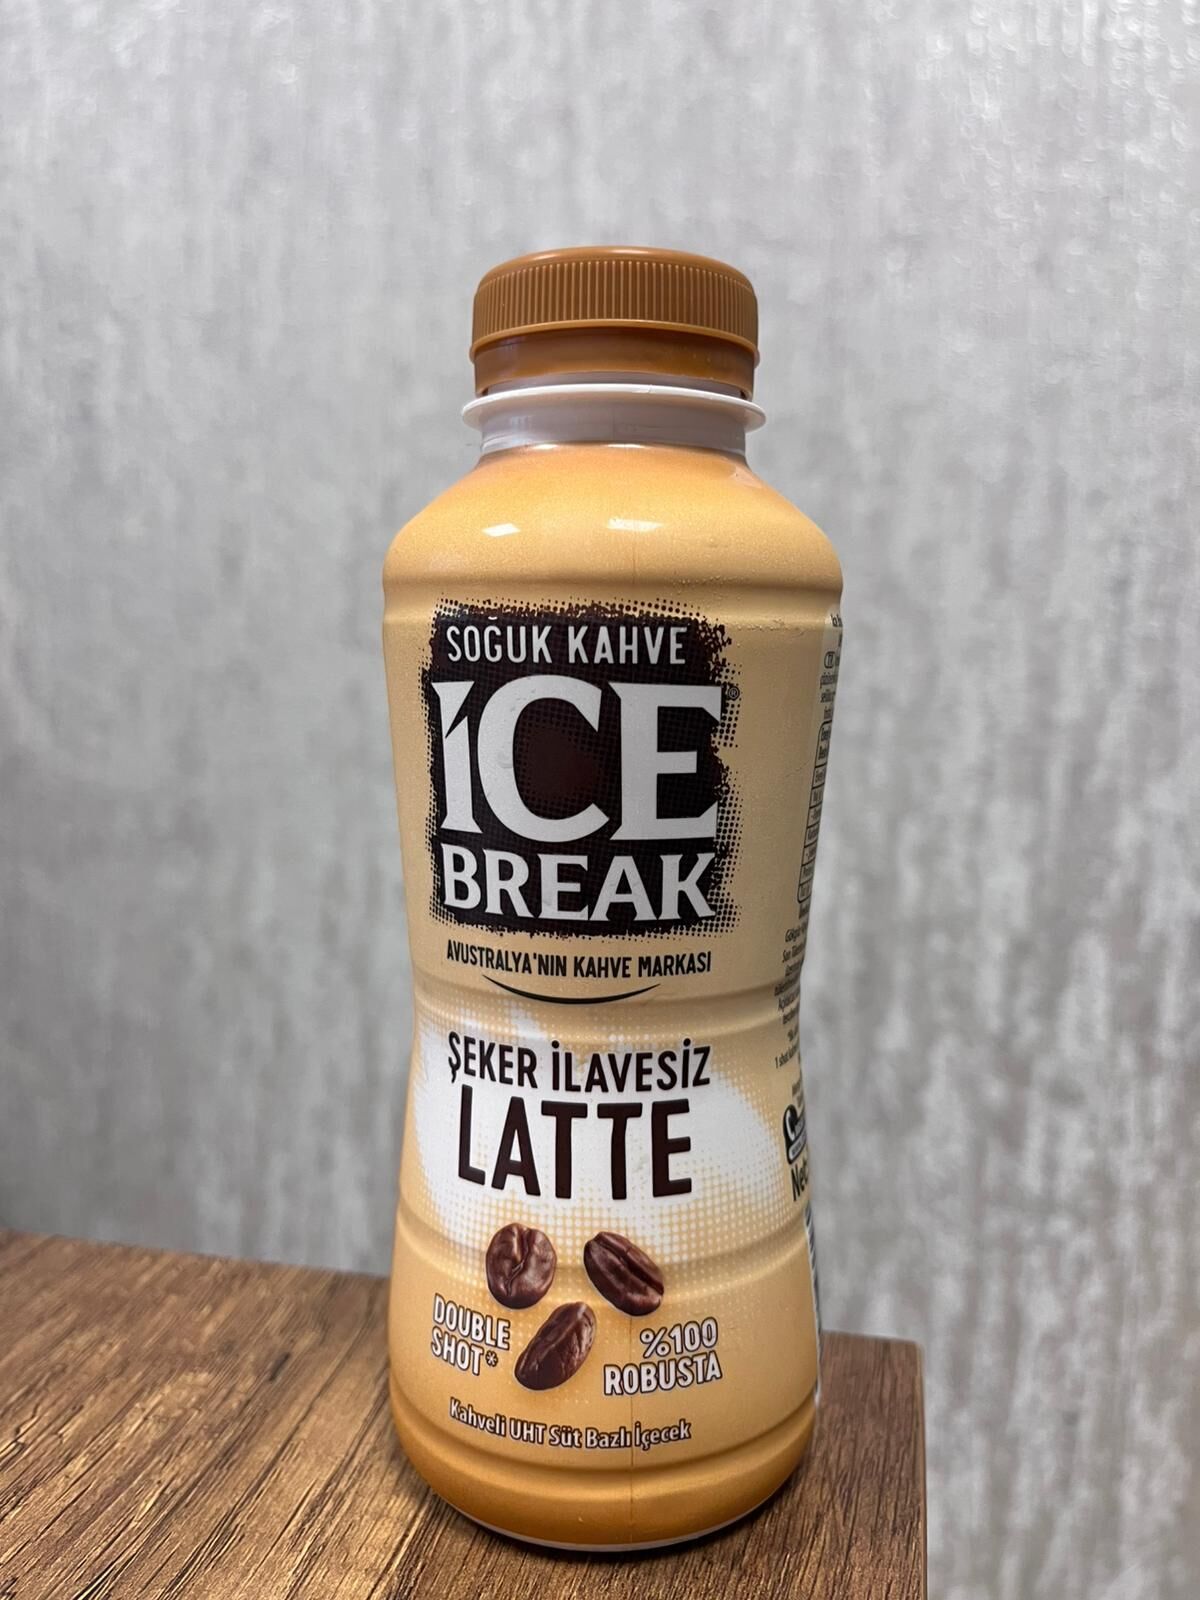 SOĞUK KAHVE
ICE®
BREAK
AVUSTRALYA'NIN KAHVE MARKASI
ŞEKER İLAVESİZ
LATTE
DOUBLE
SHOT*
%100
ROBUSTA
Kahveli UHT Süt Bazlı İçecek